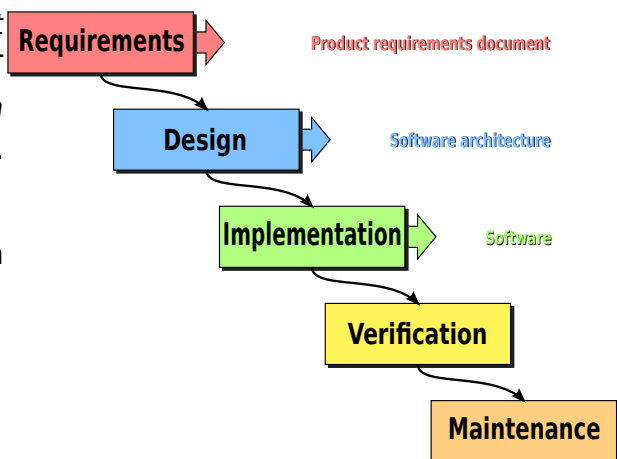 Requirements
Product requirements document
Design
Software architecture
Implementation
Software
Verification
Maintenance